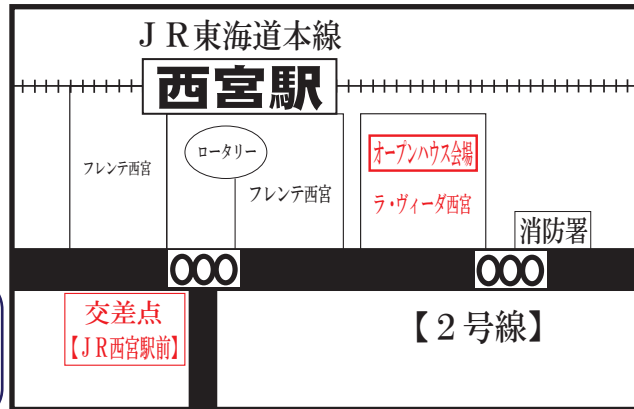 ＪＲ東海道本線
西宮駅
フレンテ西宮
ロータリー
フレンテ西宮
オープンハウス会場
ラ・ヴィーダ西宮
消防署
交差点
【ＪＲ西宮駅前】
【２号線】